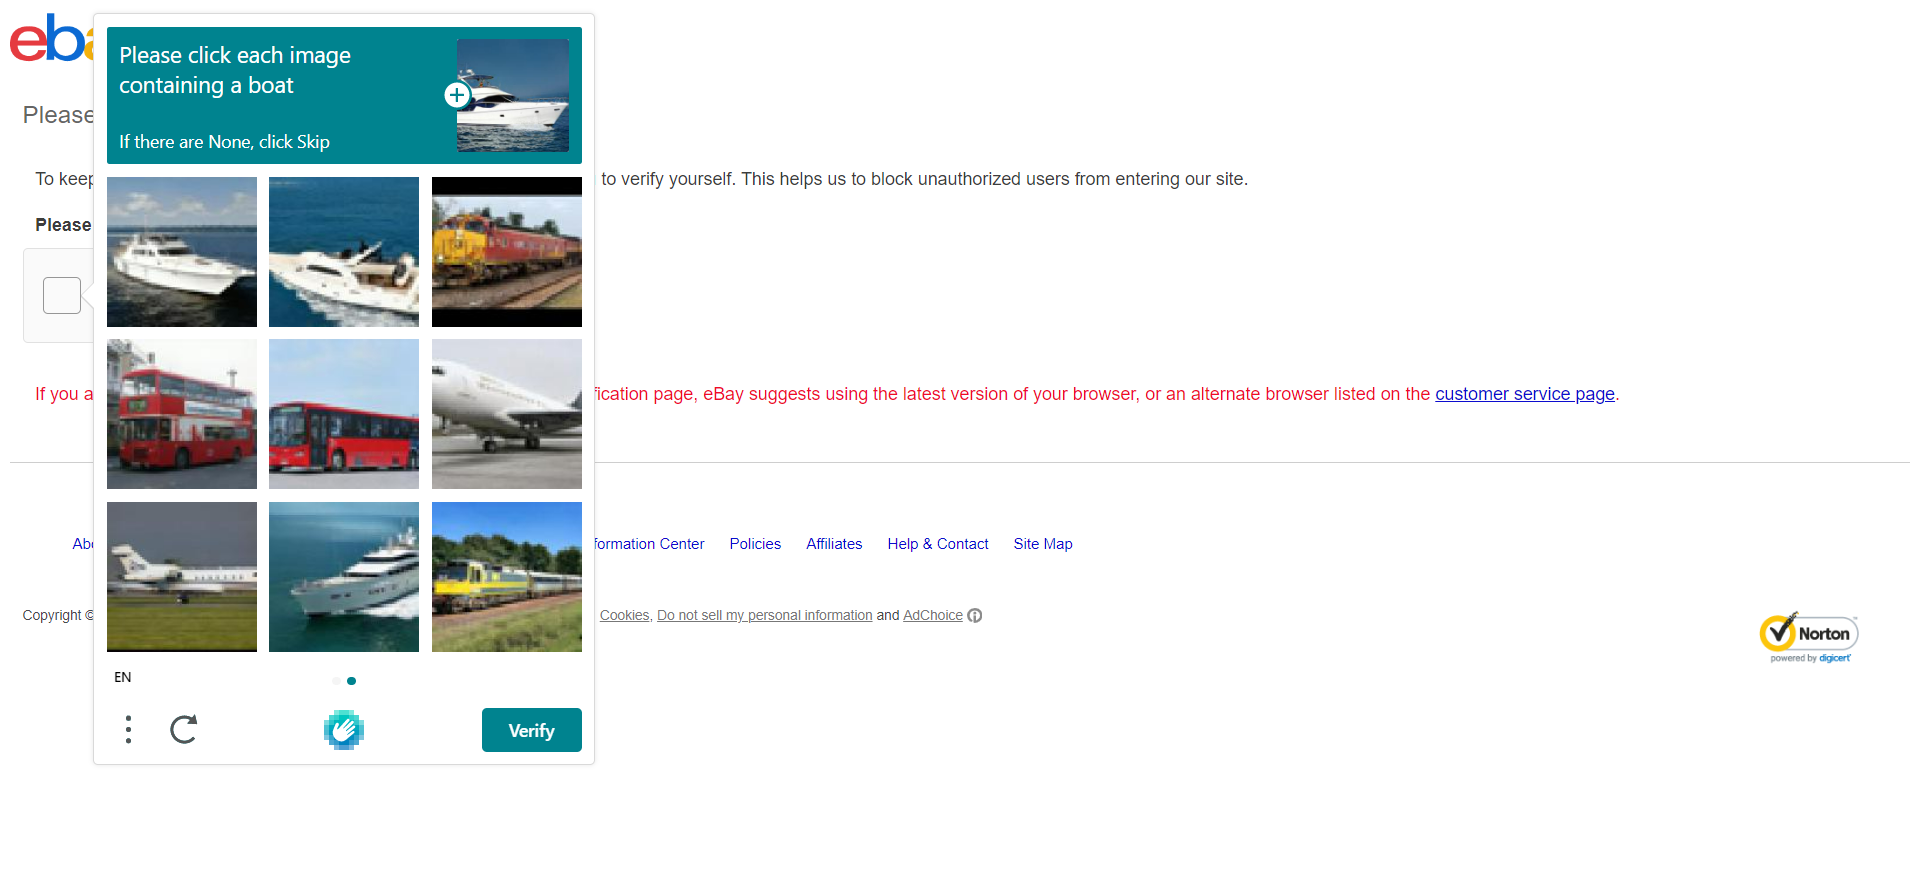 eba
Please click each image
containing a boat
If there are None, click Skip
Please
To keep to verify yourself. This helps us to block unauthorized users from entering our site.
Please
If you a fication page, eBay suggests using the latest version of your browser, or an alternate browser listed on the customer service page.
Abo formation Center Policies Affiliates Help & Contact Site Map
Copyright © Cookies, Do not sell my personal information and AdChoice
Norton
powered by digicert
EN
Verify